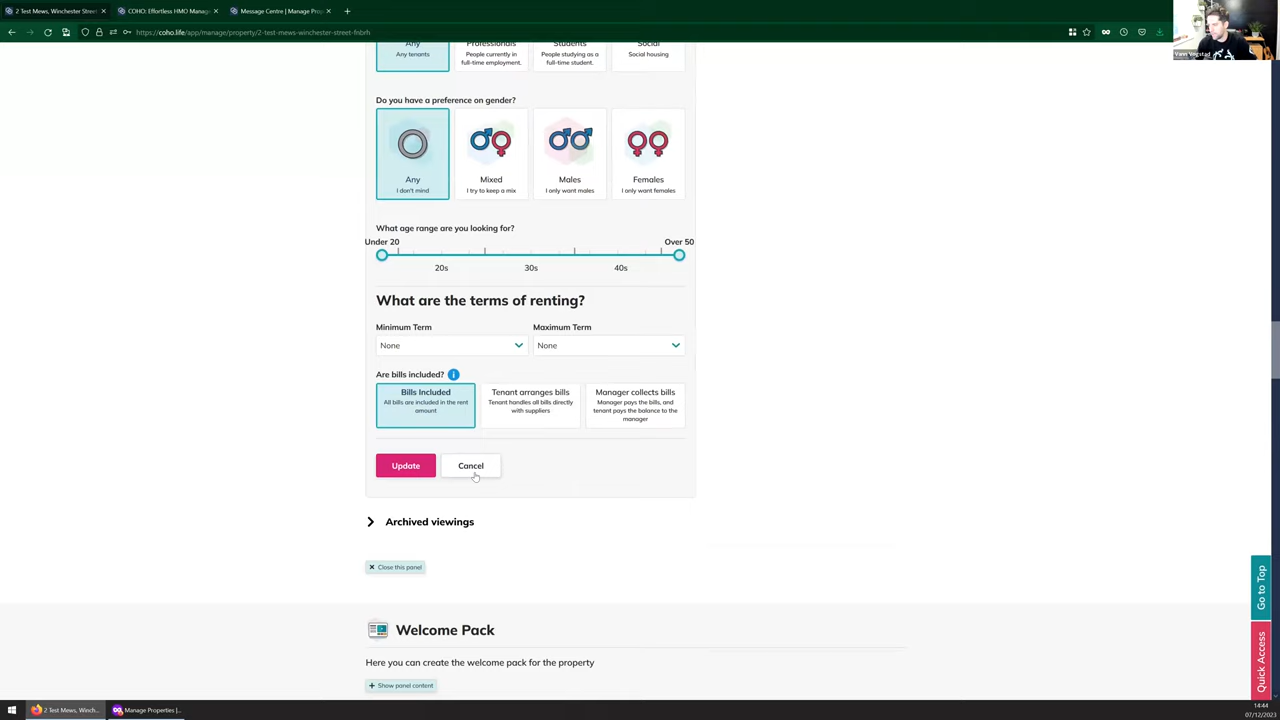 2 Test Mews, Winchester Street
COHO: Effortless HMO Manage
Message Centre | Manage Prop
https://coho.life/app/manage/property/2-test-mews-winchester-street-fnbrh
Vann Vogstad
Any
Professionals
Students
Social
Any tenants
People currently in
full-time employment.
People studying as a
full-time student.
Social housing
Do you have a preference on gender?
Any
I don't mind
Mixed
I try to keep a mix
Males
I only want males
Females
I only want females
What age range are you looking for?
Under 20
Over 50
20s
30s
40s
What are the terms of renting?
Minimum Term
Maximum Term
None
None
Are bills included?
Bills Included
All bills are included in the rent
amount
Tenant arranges bills
Tenant handles all bills directly
with suppliers
Manager collects bills
Manager pays the bills, and
tenant pays the balance to the
manager
Update
Cancel
Archived viewings
Close this panel
Welcome Pack
Here you can create the welcome pack for the property
Show panel content
Go to Top
Quick Access
2 Test Mews, Winch...
Manage Properties |...
14:44
07/12/2023